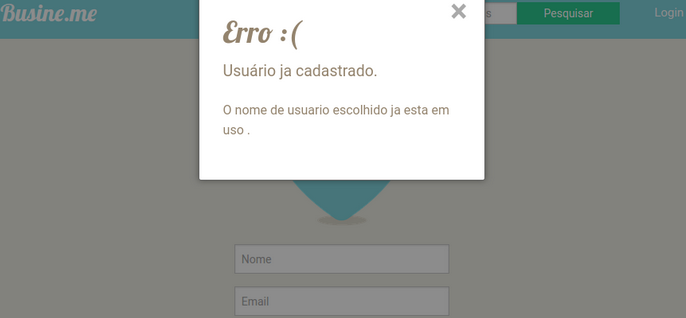 Busine.me
s Pesquisar Login
Erro :(
Usuário ja cadastrado.
O nome de usuario escolhido ja esta em
uso .
Nome
Email